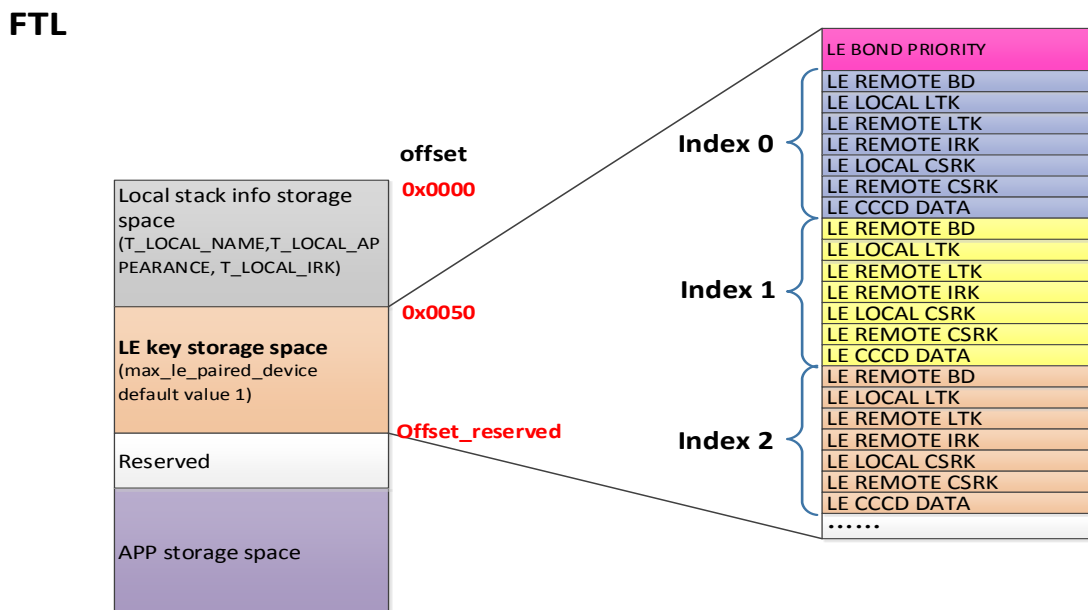 FTL
offset
Local stack info storage
space
(T_LOCAL_NAME,T_LOCAL_AP
PEARANCE, T_LOCAL_IRK)
0x0000
LE key storage space
(max_le_paired_device
default value 1)
0x0050
Reserved
Offset_reserved
APP storage space
LE BOND PRIORITY
Index 0
LE REMOTE BD
LE LOCAL LTK
LE REMOTE LTK
LE REMOTE IRK
LE LOCAL CSRK
LE REMOTE CSRK
LE CCCD DATA
Index 1
LE REMOTE BD
LE LOCAL LTK
LE REMOTE LTK
LE REMOTE IRK
LE LOCAL CSRK
LE REMOTE CSRK
LE CCCD DATA
Index 2
LE REMOTE BD
LE LOCAL LTK
LE REMOTE LTK
LE REMOTE IRK
LE LOCAL CSRK
LE REMOTE CSRK
LE CCCD DATA
......